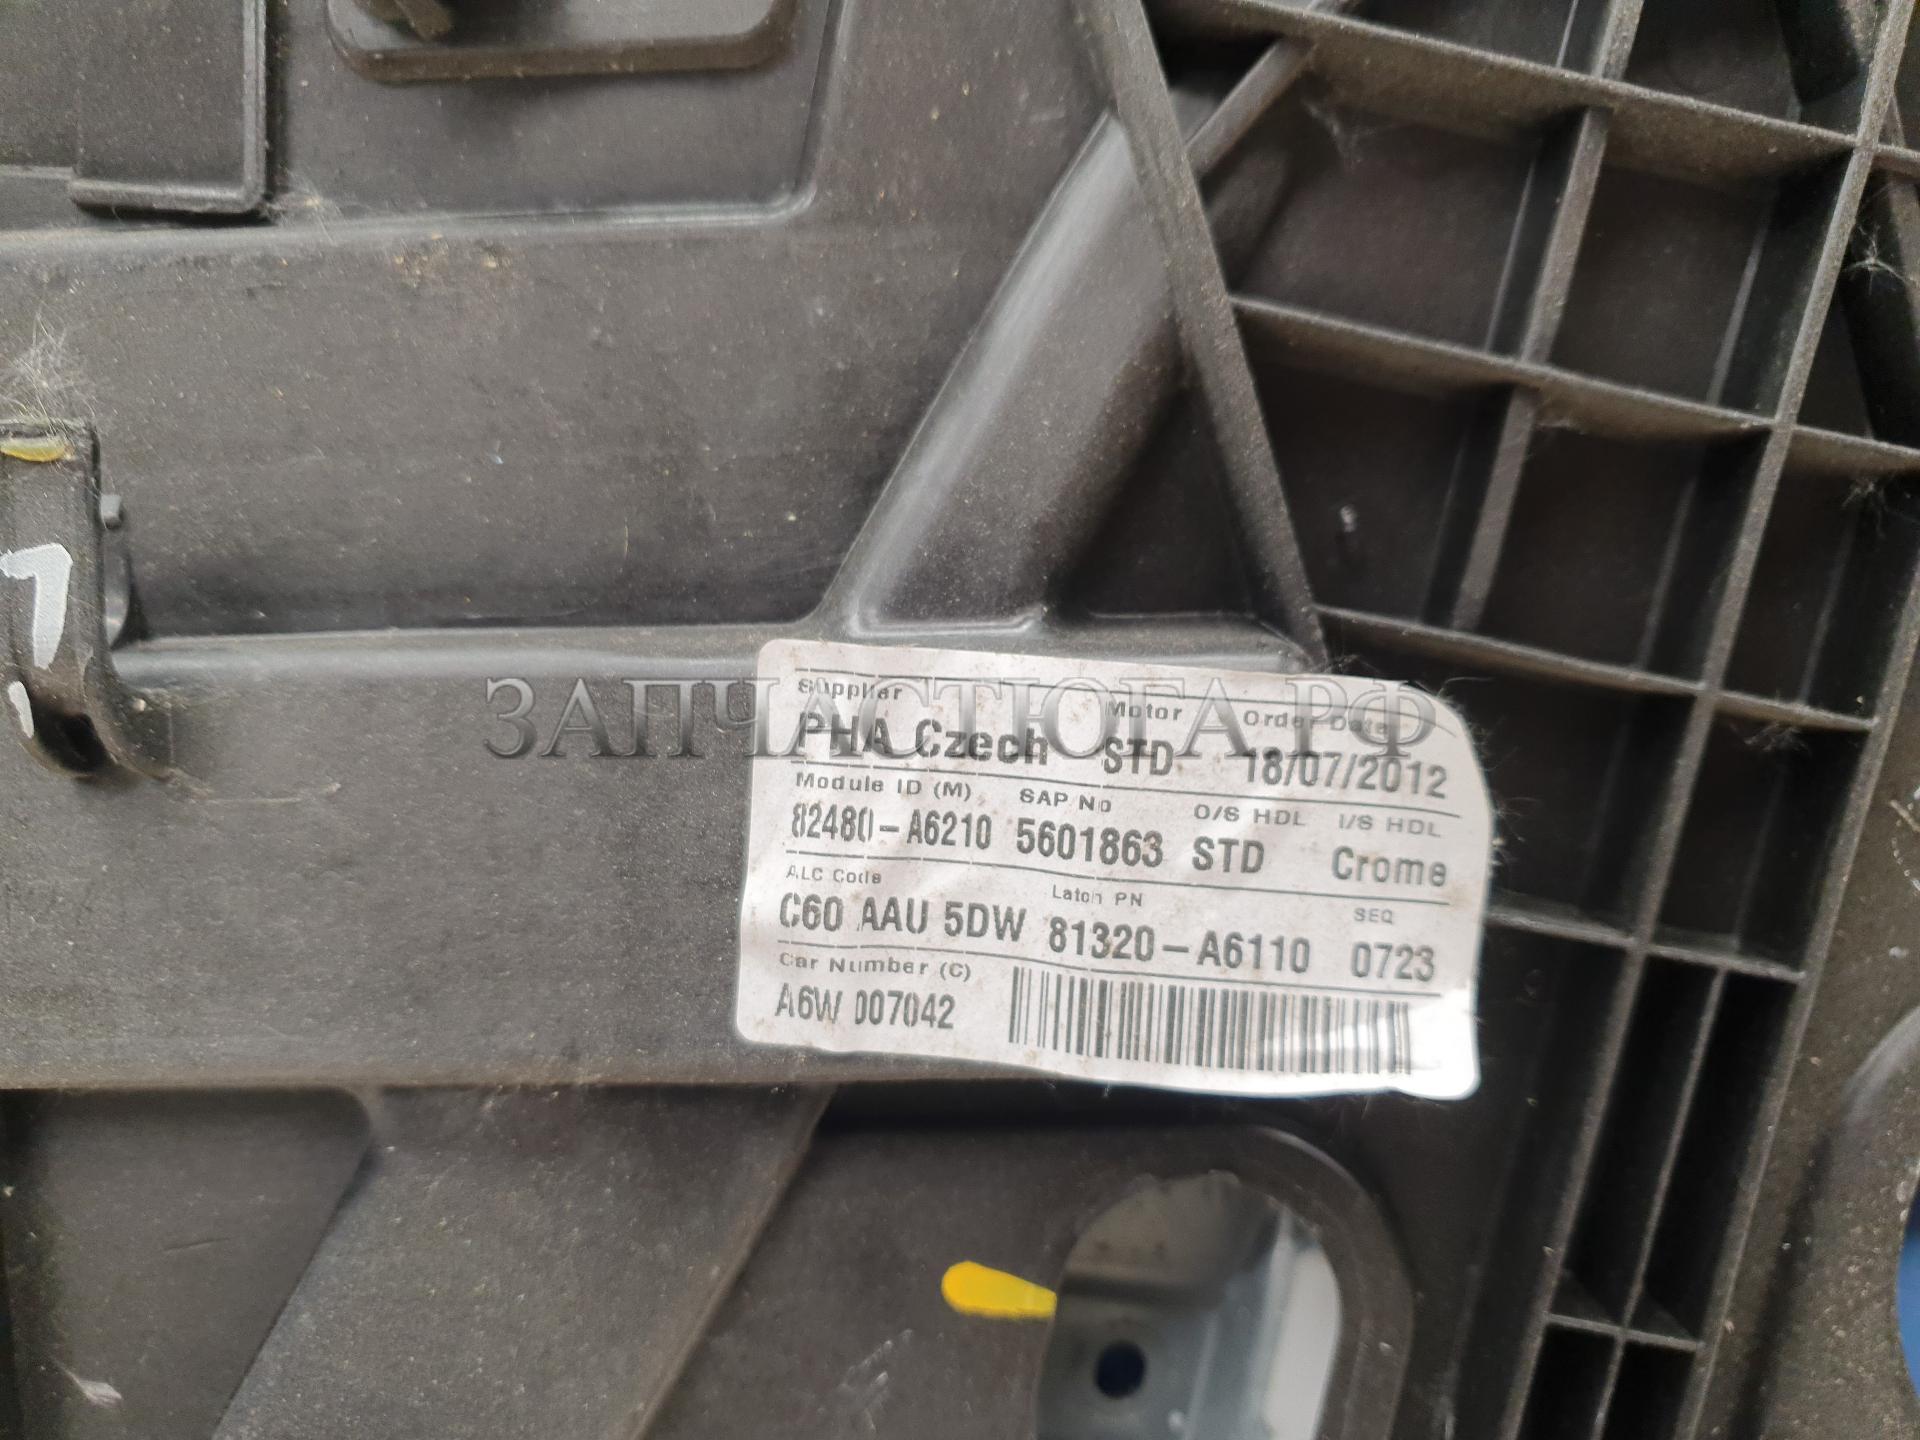 ЗАПЧАСТЮГА.РФ
Supplier Motor Order Date
PHA Czech STD 18/07/2012
Module ID (M) SAP No O/S HDL I/S HDL
82480-A6210 5601863 STD Crome
ALC Code Latch PN SEQ
C60 AAU 5DW 81320-A6110 0723
Car Number (C)
A6W 007042